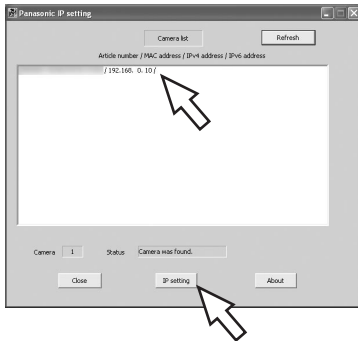 Panasonic IP setting
Camera list
Refresh
Article number / MAC address / IPv4 address / IPv6 address
/ 192.168. 0. 10 /
Camera 1 Status Camera was found.
Close IP setting About